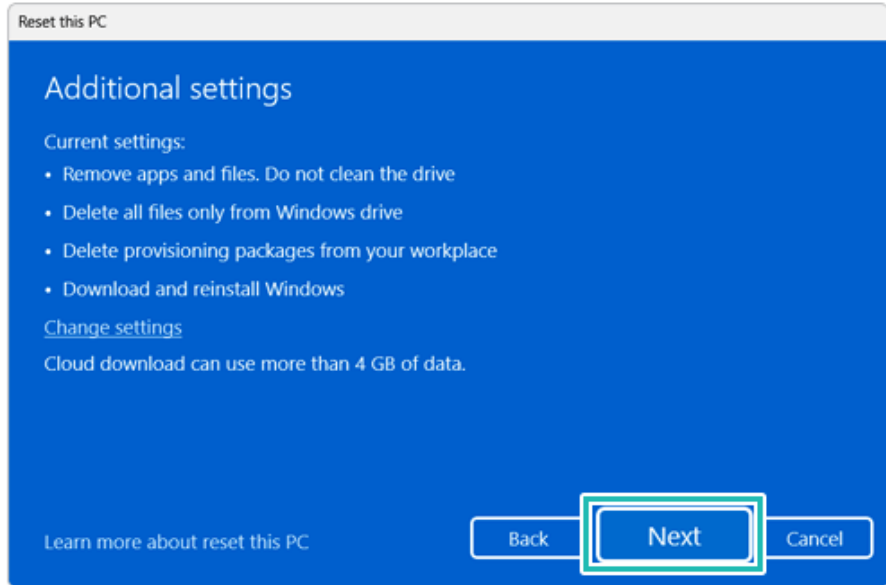 Reset this PC
Additional settings
Current settings:
• Remove apps and files. Do not clean the drive
• Delete all files only from Windows drive
• Delete provisioning packages from your workplace
• Download and reinstall Windows
Change settings
Cloud download can use more than 4 GB of data.
Learn more about reset this PC Back Next Cancel